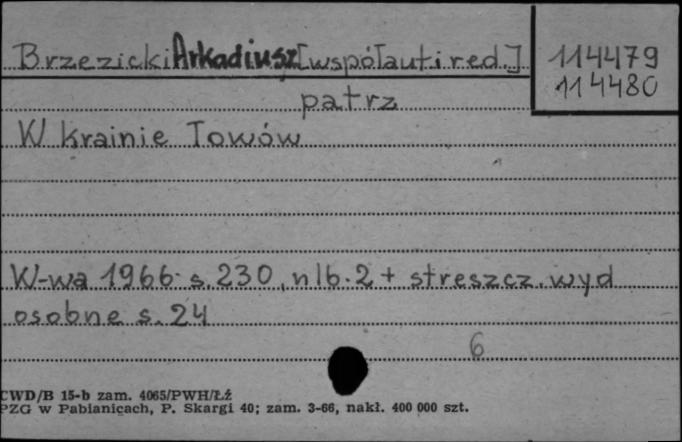 Brzezicki Arkadiusz [współaut i red.]
114479
114480
patrz
W krainie Towów
W-wa 1966 s. 230, nlb. 2 + streszcz. wyd
osobne s. 24
6
CWD/B 15-b zam. 4065/PWH/Łź
PZG w Pabianicach, P. Skargi 40; zam. 3-66, nakł. 400 000 szt.